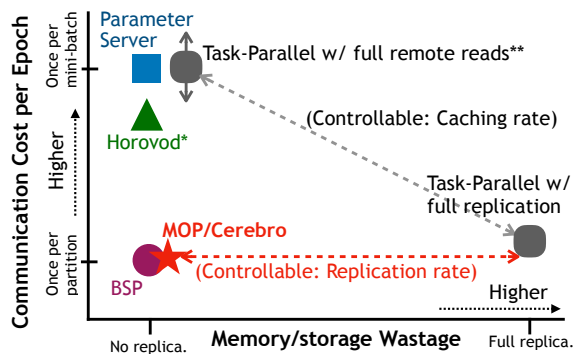 Communication Cost per Epoch
Once per
mini-batch
Higher
Once per
partition
Parameter
Server
Task-Parallel w/ full remote reads**
Horovod*
(Controllable: Caching rate)
Task-Parallel w/
full replication
MOP/Cerebro
(Controllable: Replication rate)
BSP
Higher
No replica.
Memory/storage Wastage
Full replica.